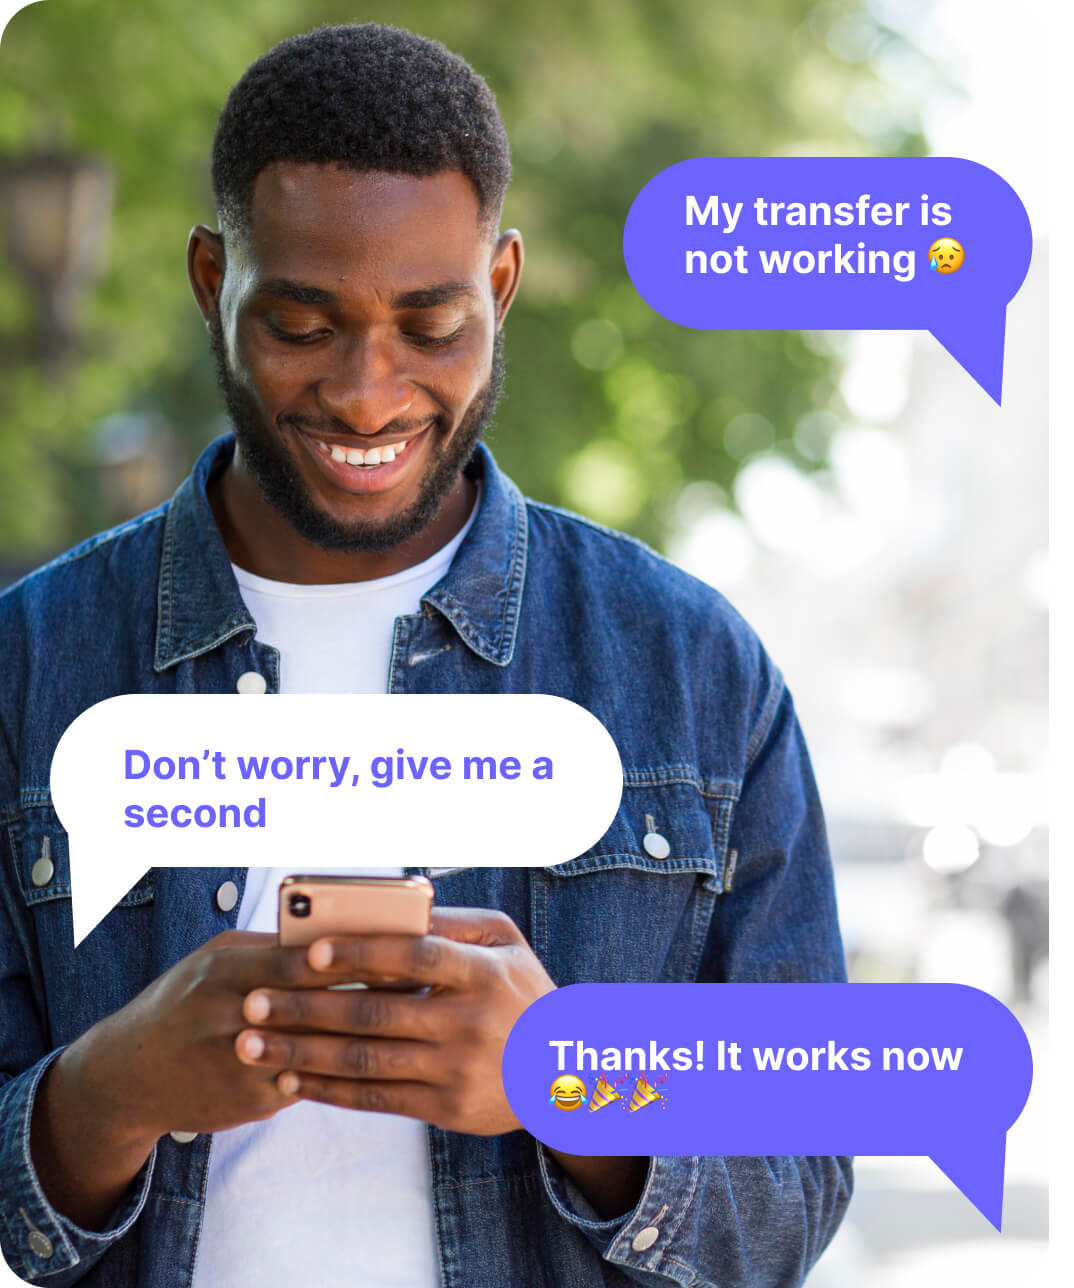 My transfer is
not working 😥
Don’t worry, give me a
second
Thanks! It works now
😂🎉🎉